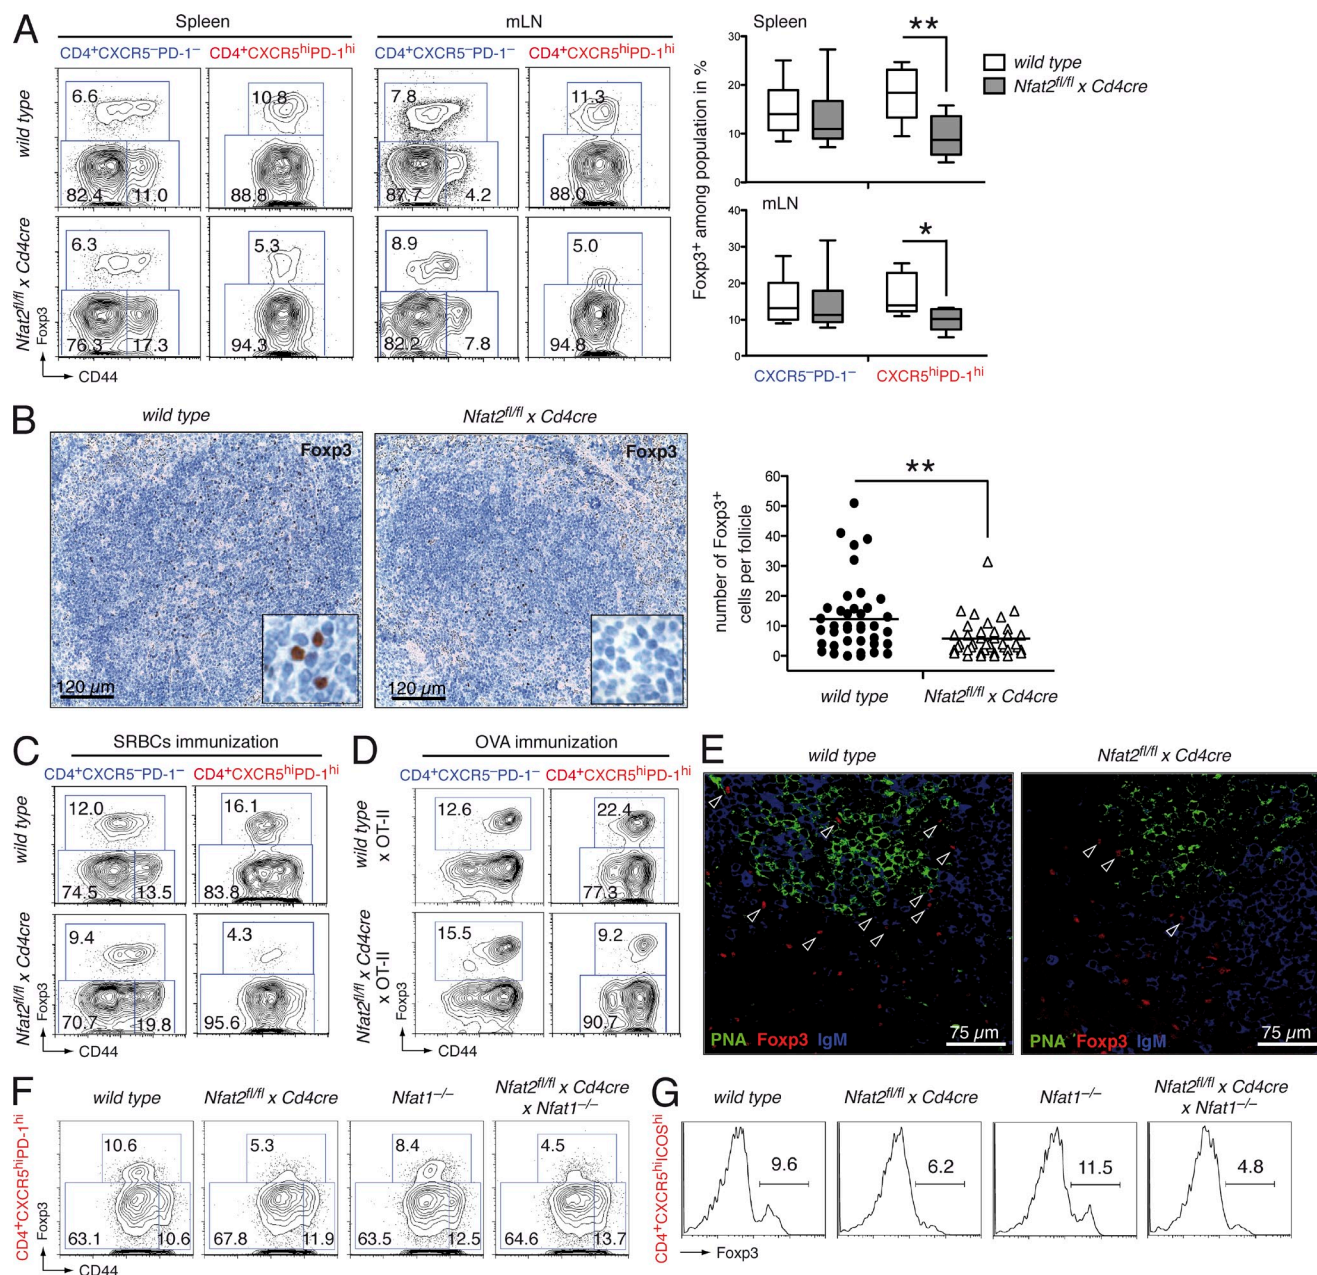 A
Spleen
mLN
CD4+CXCR5–PD-1–
CD4+CXCR5hiPD-1hi
CD4+CXCR5–PD-1–
CD4+CXCR5hiPD-1hi
wild type
6.6
82.4
11.0
10.8
88.8
7.8
87.7
4.2
11.3
88.0
Nfat2fl/fl x Cd4cre
6.3
76.3
17.3
5.3
94.3
8.9
82.2
7.8
5.0
94.8
Foxp3
CD44
Foxp3+ among population in %
Spleen
30
20
10
0
**
wild type
Nfat2fl/fl x Cd4cre
mLN
40
30
20
10
0
*
CXCR5–PD-1–
CXCR5hiPD-1hi
B
wild type
Nfat2fl/fl x Cd4cre
Foxp3
Foxp3
120 µm
120 µm
number of Foxp3+
cells per follicle
60
50
40
30
20
10
0
**
wild type
Nfat2fl/fl x Cd4cre
C
SRBCs immunization
CD4+CXCR5–PD-1–
CD4+CXCR5hiPD-1hi
wild type
12.0
74.5
13.5
16.1
83.8
Nfat2fl/fl x Cd4cre
9.4
70.7
19.8
4.3
95.6
Foxp3
CD44
D
OVA immunization
CD4+CXCR5–PD-1–
CD4+CXCR5hiPD-1hi
wild type
x OT-II
12.6
22.4
77.3
Nfat2fl/fl x Cd4cre
x OT-II
15.5
9.2
90.7
Foxp3
CD44
E
wild type
Nfat2fl/fl x Cd4cre
PNA Foxp3 IgM
75 µm
PNA Foxp3 IgM
75 µm
F
wild type
Nfat2fl/fl x Cd4cre
Nfat1–/–
Nfat2fl/fl x Cd4cre
x Nfat1–/–
CD4+CXCR5hiPD-1hi
10.6
63.1
10.6
5.3
67.8
11.9
8.4
63.5
12.5
4.5
64.6
13.7
Foxp3
CD44
G
wild type
Nfat2fl/fl x Cd4cre
Nfat1–/–
Nfat2fl/fl x Cd4cre
x Nfat1–/–
CD4+CXCR5hiICOShi
9.6
6.2
11.5
4.8
Foxp3